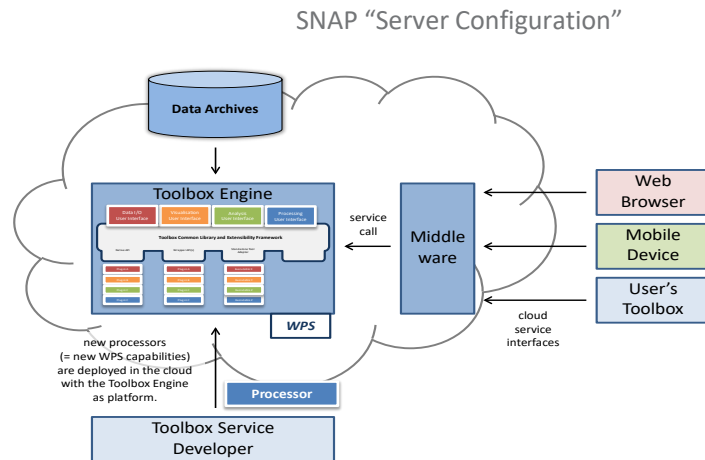 SNAP “Server Configuration”
Data Archives
Toolbox Engine
Data I/O
User Interface
Visualisation
User Interface
Analysis
User Interface
Processing
User Interface
Toolbox Common Library and Extensibility Framework
WPS
service
call
Middle
ware
Web
Browser
Mobile
Device
User’s
Toolbox
cloud
service
interfaces
new processors
(= new WPS capabilities)
are deployed in the cloud
with the Toolbox Engine
as platform.
Processor
Toolbox Service
Developer